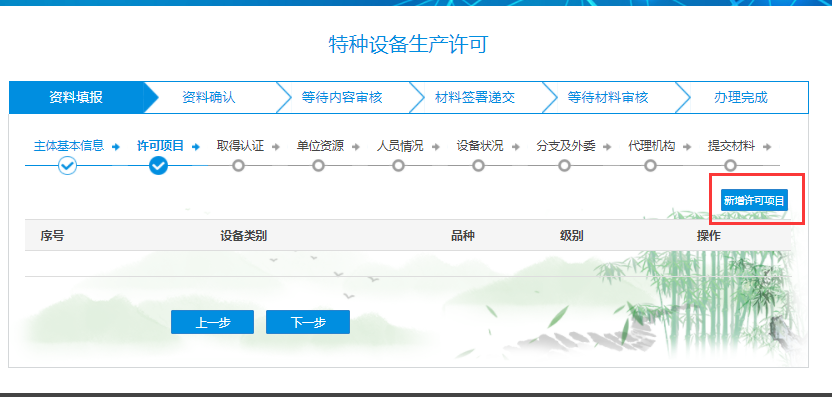 特种设备生产许可
资料填报 资料确认 等待内容审核 材料签署递交 等待材料审核 办理完成
主体基本信息 许可项目 取得认证 单位资源 人员情况 设备状况 分支及外委 代理机构 提交材料
新增许可项目
序号 设备类别 品种 级别 操作
上一步 下一步